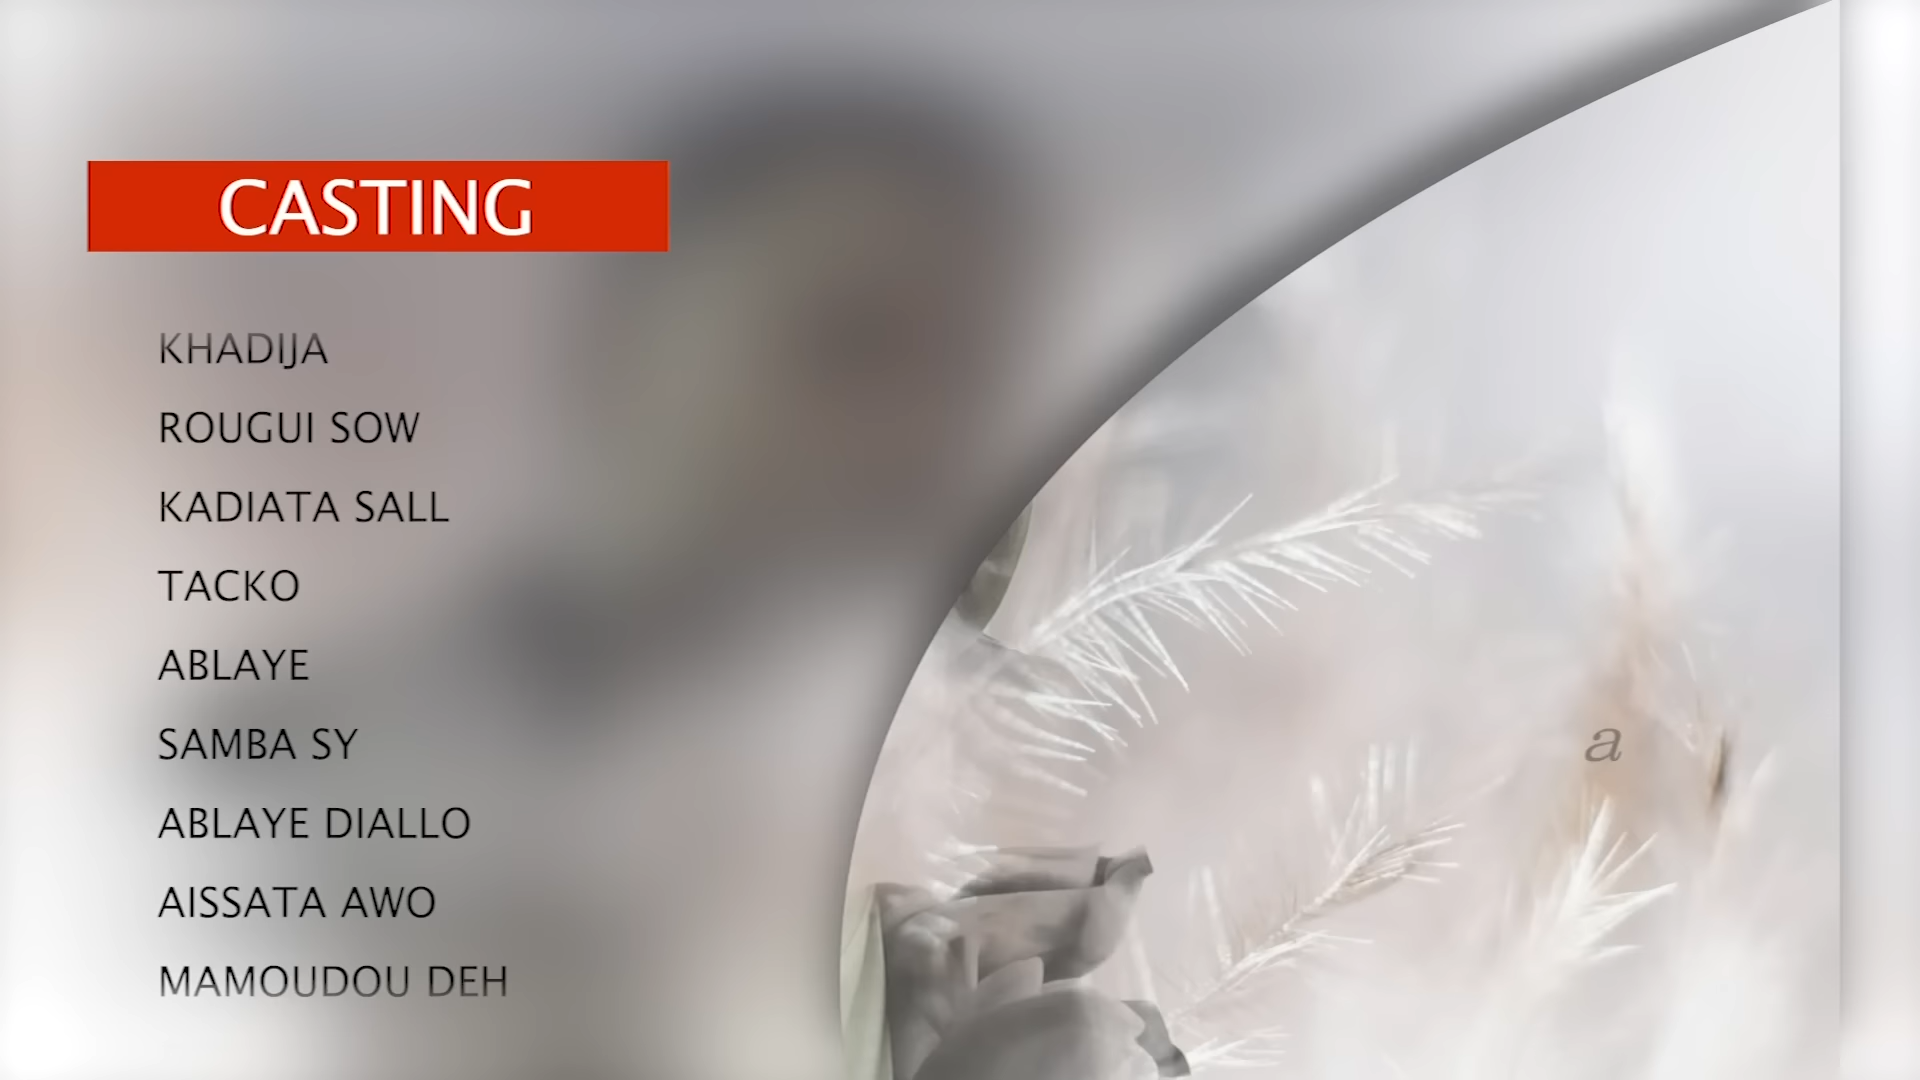 CASTING
KHADIJA
ROUGUI SOW
KADIATA SALL
TACKO
ABLAYE
SAMBA SY
ABLAYE DIALLO
AISSATA AWO
MAMOUDOU DEH
a